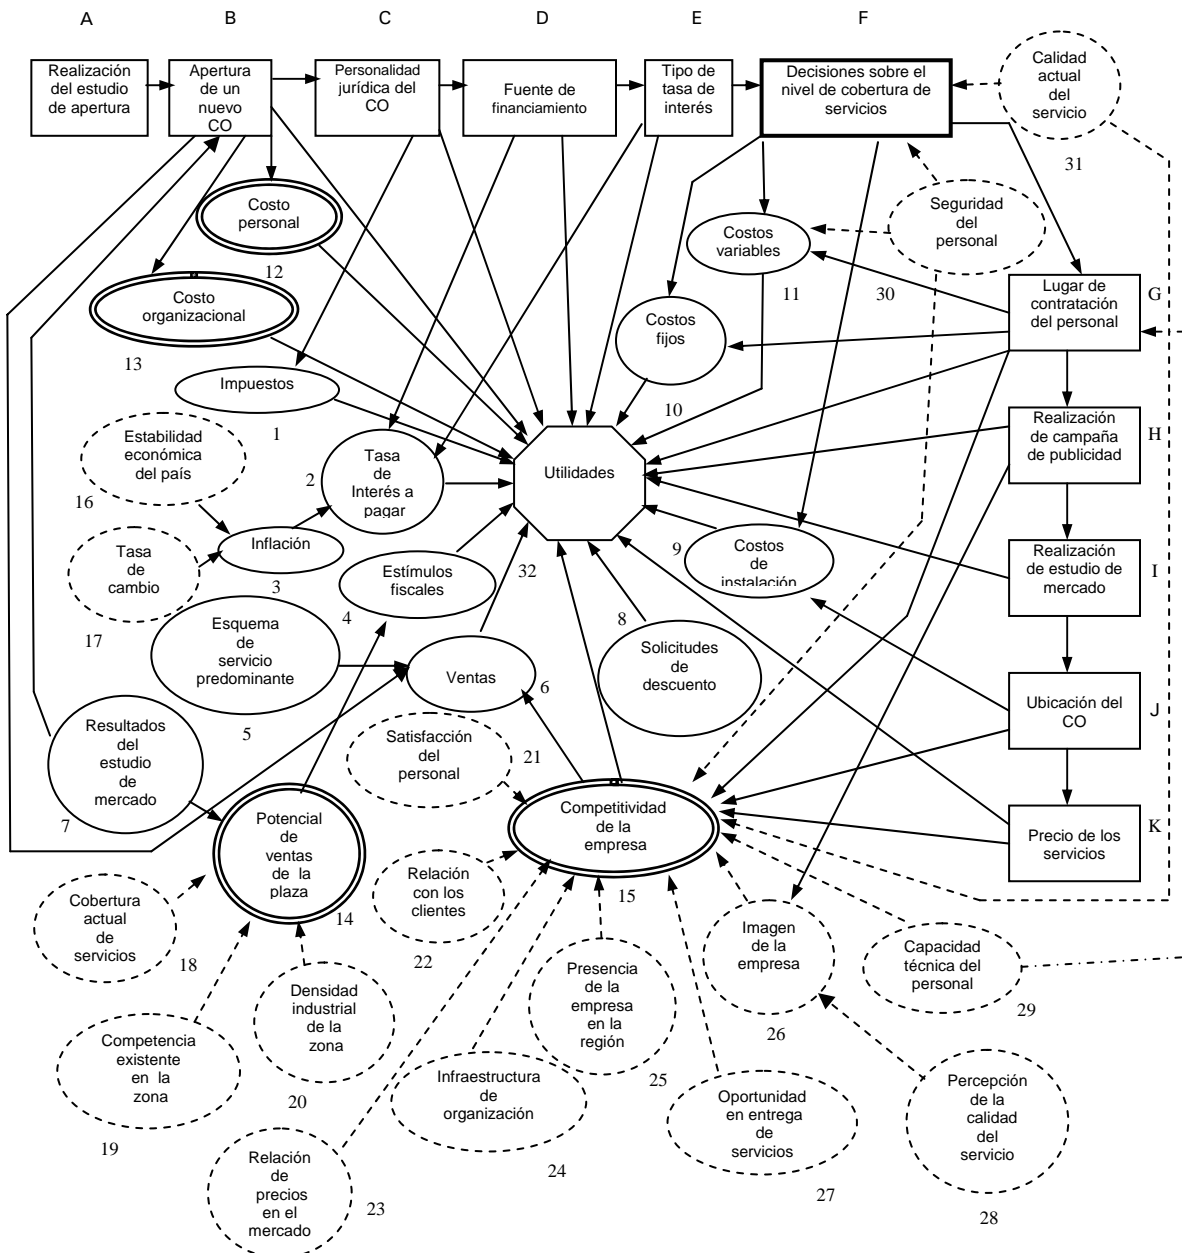 A
B
C
D
E
F
Realización
del estudio
de apertura
Apertura
de un
nuevo
CO
Personalidad
jurídica del
CO
Fuente de
financiamiento
Tipo de
tasa de
interés
Decisiones sobre el
nivel de cobertura de
servicios
Calidad
actual
del
servicio
31
Costo
personal
12
Costos
variables
11
Seguridad
del
personal
30
Costo
organizacional
13
Costos
fijos
10
Lugar de
contratación
del personal
G
Impuestos
1
Estabilidad
económica
del país
16
Tasa
de
Interés a
pagar
2
Utilidades
32
Realización
de campaña
de publicidad
H
Tasa
de
cambio
17
Inflación
3
Estímulos
fiscales
4
Costos
de
instalación
9
Realización
de estudio de
mercado
I
Esquema
de
servicio
predominante
5
Ventas
6
Solicitudes
de
descuento
8
Ubicación del
CO
J
Resultados
del
estudio
de
mercado
7
Satisfacción
del
personal
21
Potencial
de
ventas
de la
plaza
14
Competitividad
de la
empresa
15
Precio de los
servicios
K
Cobertura
actual
de
servicios
18
Relación
con los
clientes
22
Imagen
de la
empresa
26
Capacidad
técnica del
personal
29
Competencia
existente
en la
zona
19
Densidad
industrial
de la
zona
20
Presencia
de la
empresa
en la
región
25
Infraestructura
de
organización
24
Oportunidad
en entrega
de
servicios
27
Percepción
de la
calidad
del
servicio
28
Relación
de
precios
en el
mercado
23